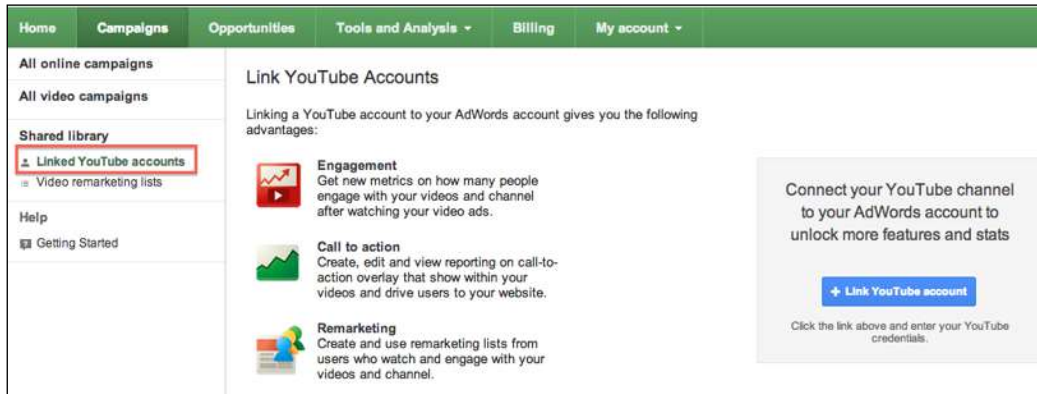 Home Campaigns Opportunities Tools and Analysis Billing My account
All online campaigns
All video campaigns
Shared library
Linked YouTube accounts
Video remarketing lists
Help
Getting Started
Link YouTube Accounts
Linking a YouTube account to your AdWords account gives you the following
advantages:
Engagement
Get new metrics on how many people
engage with your videos and channel
after watching your video ads.
Call to action
Create, edit and view reporting on call-to-
action overlay that show within your
videos and drive users to your website.
Remarketing
Create and use remarketing lists from
users who watch and engage with your
videos and channel.
Connect your YouTube channel
to your AdWords account to
unlock more features and stats
+ Link YouTube account
Click the link above and enter your YouTube
credentials.